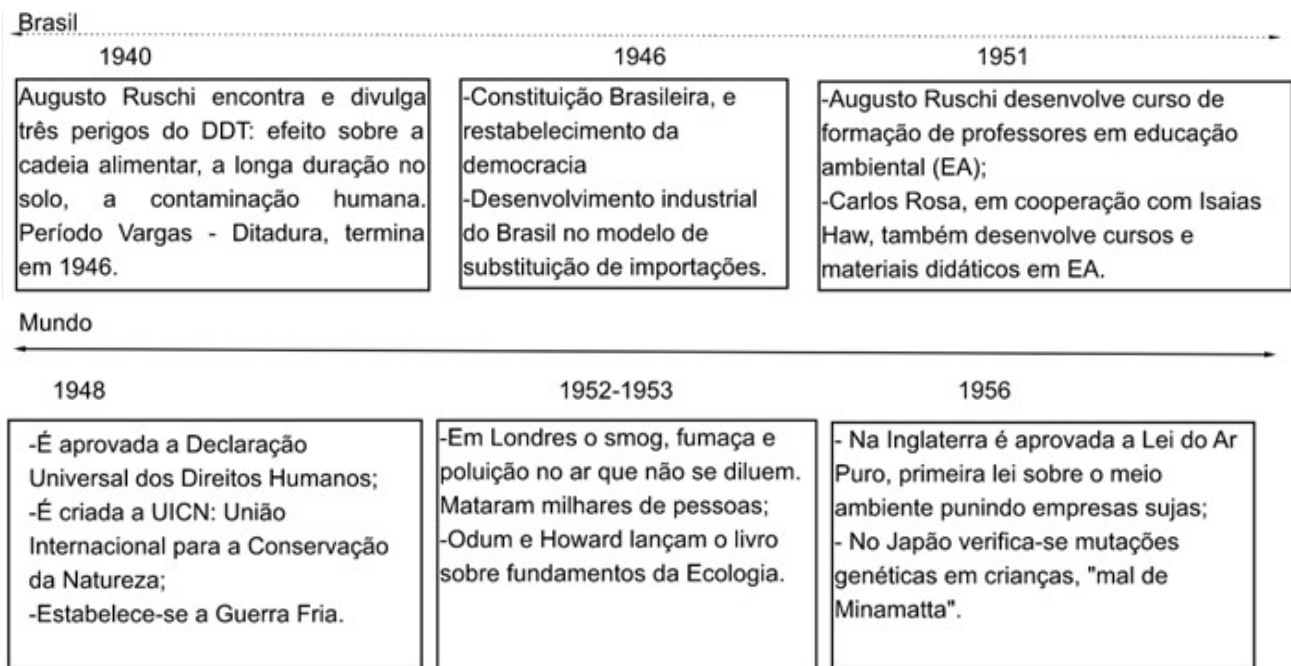 Brasil
1940
Augusto Ruschi encontra e divulga
três perigos do DDT: efeito sobre a
cadeia alimentar, a longa duração no
solo, a contaminação humana.
Período Vargas - Ditadura, termina
em 1946.
1946
-Constituição Brasileira, e
restabelecimento da
democracia
-Desenvolvimento industrial
do Brasil no modelo de
substituição de importações.
1951
-Augusto Ruschi desenvolve curso de
formação de professores em educação
ambiental (EA);
-Carlos Rosa, em cooperação com Isaias
Haw, também desenvolve cursos e
materiais didáticos em EA.
Mundo
1948
-É aprovada a Declaração
Universal dos Direitos Humanos;
-É criada a UICN: União
Internacional para a Conservação
da Natureza;
-Estabelece-se a Guerra Fria.
1952-1953
-Em Londres o smog, fumaça e
poluição no ar que não se diluem.
Mataram milhares de pessoas;
-Odum e Howard lançam o livro
sobre fundamentos da Ecologia.
1956
- Na Inglaterra é aprovada a Lei do Ar
Puro, primeira lei sobre o meio
ambiente punindo empresas sujas;
- No Japão verifica-se mutações
genéticas em crianças, "mal de
Minamatta".